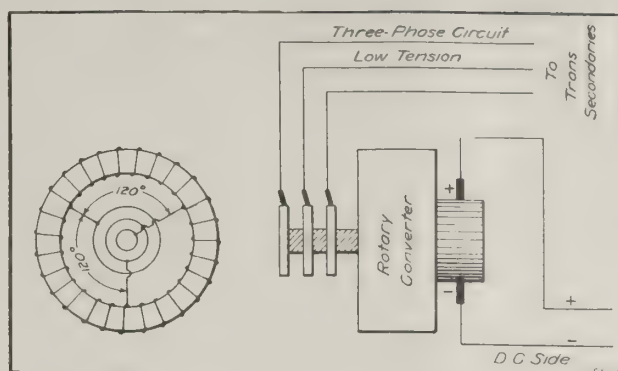 Three-Phase Circuit
Low Tension
To
Trans
Secondaries
120°
120°
Rotary
Converter
+
-
+
-
D C Side